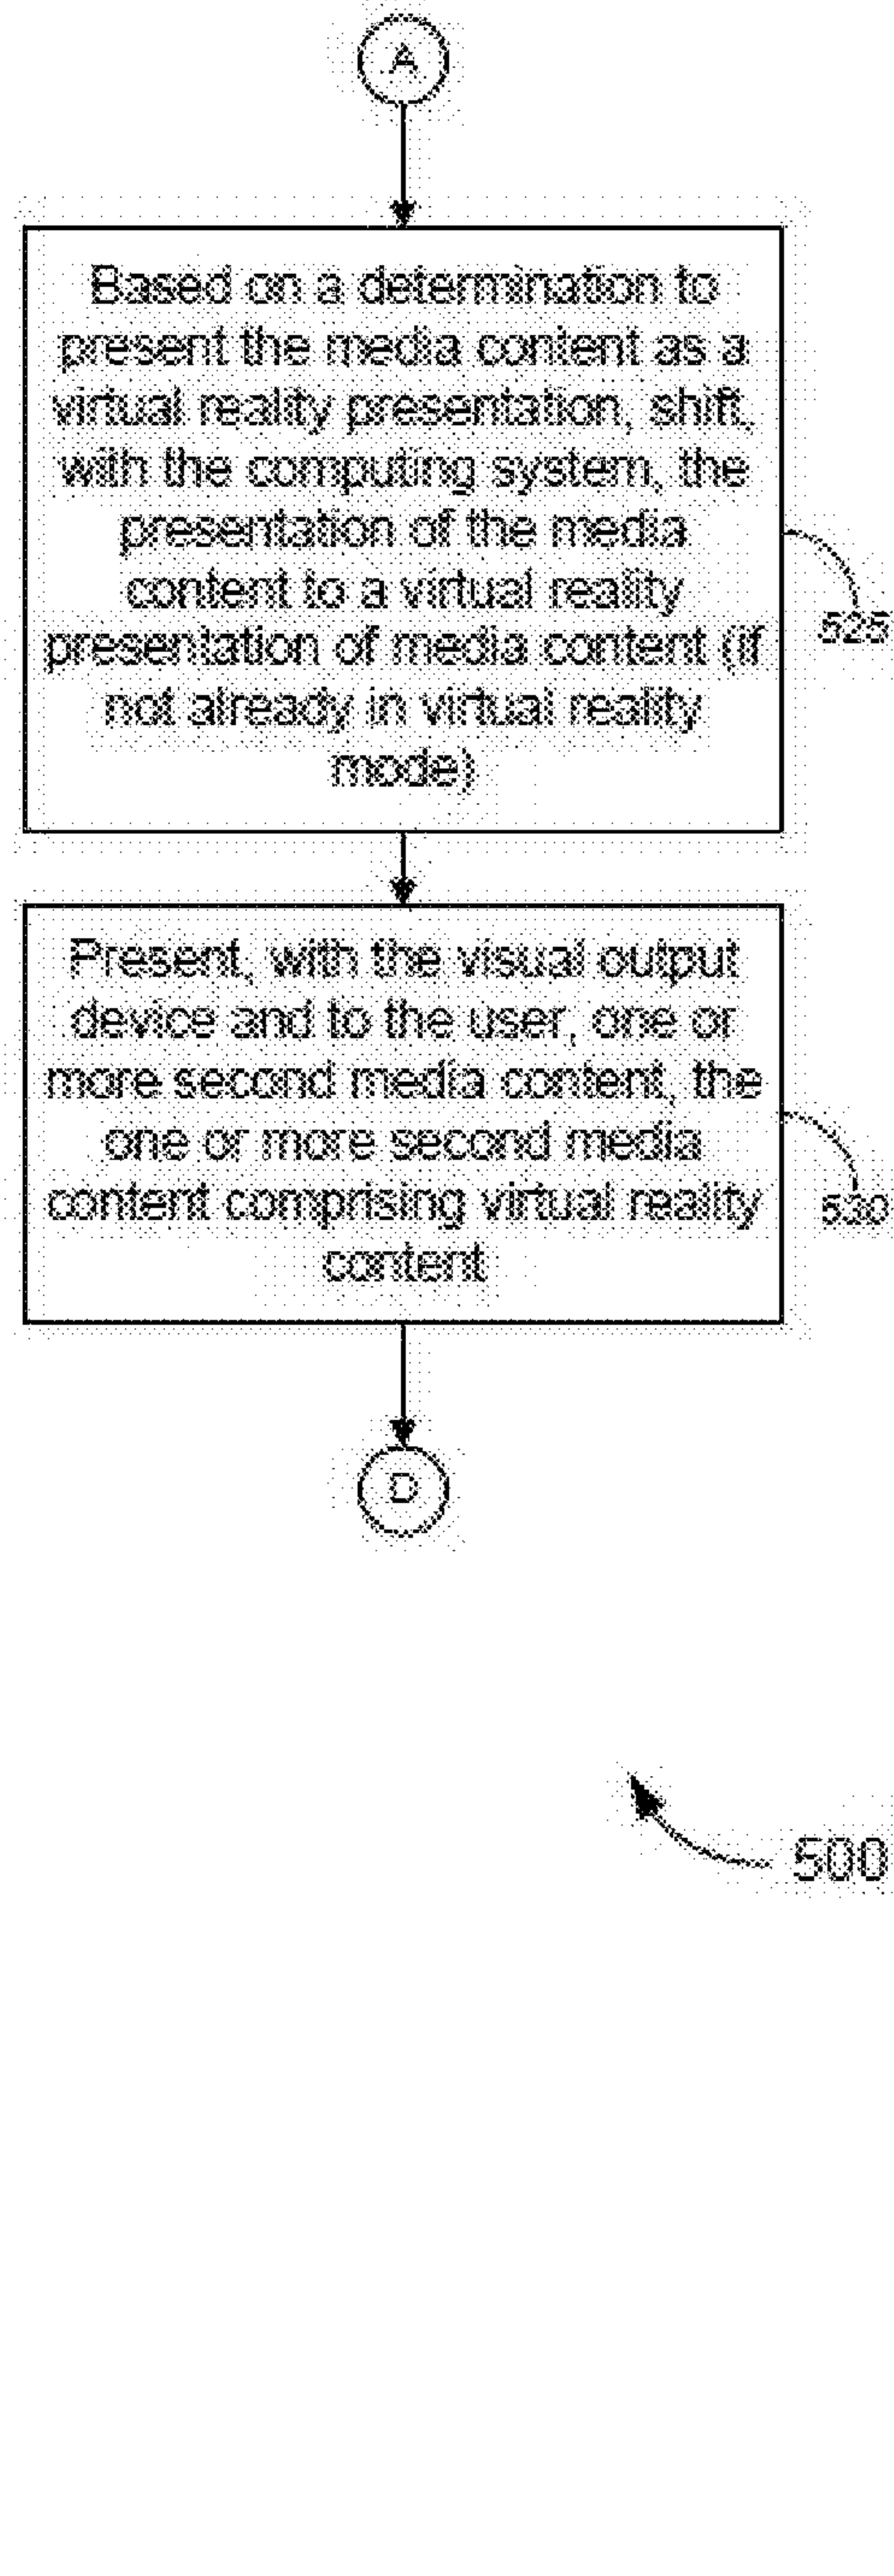 A
Based on a determination to
present the media content as a
virtual reality presentation, shift,
with the computing system, the
presentation of the media
content to a virtual reality
presentation of media content (if
not already in virtual reality
mode)
525
Present, with the visual output
device and to the user, one or
more second media content, the
one or more second media
content comprising virtual reality
content
530
D
500